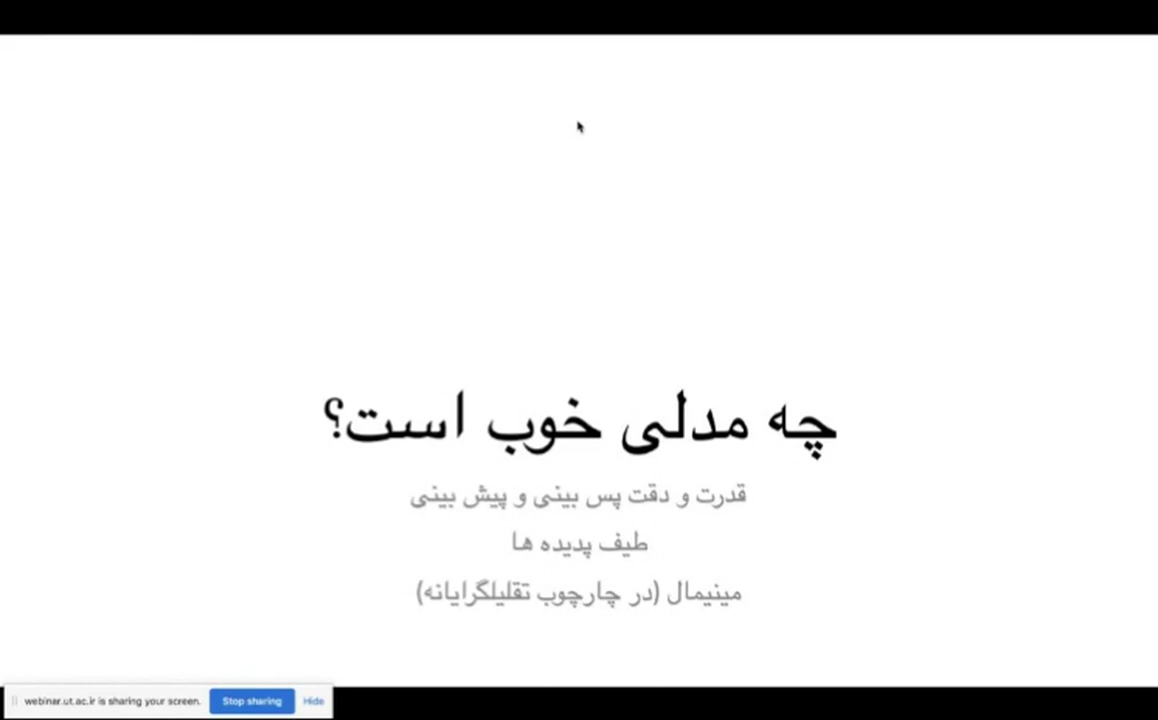 چه مدلی خوب است؟
قدرت و دقت پس بینی و پیش بینی
طیف پدیده ها
مینیمال (در چارچوب تقلیلگرایانه)
webinar.ut.ac.ir is sharing your screen. Stop sharing Hide